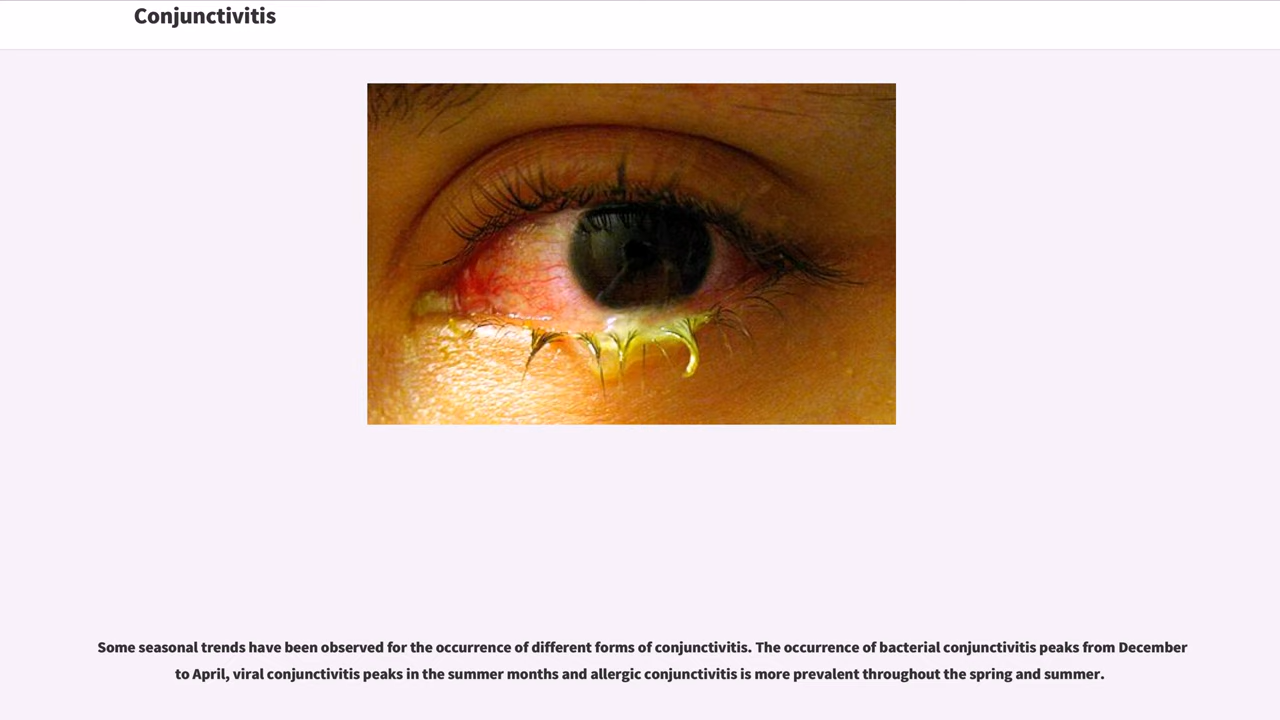 Conjunctivitis
Some seasonal trends have been observed for the occurrence of different forms of conjunctivitis. The occurrence of bacterial conjunctivitis peaks from December
to April, viral conjunctivitis peaks in the summer months and allergic conjunctivitis is more prevalent throughout the spring and summer.